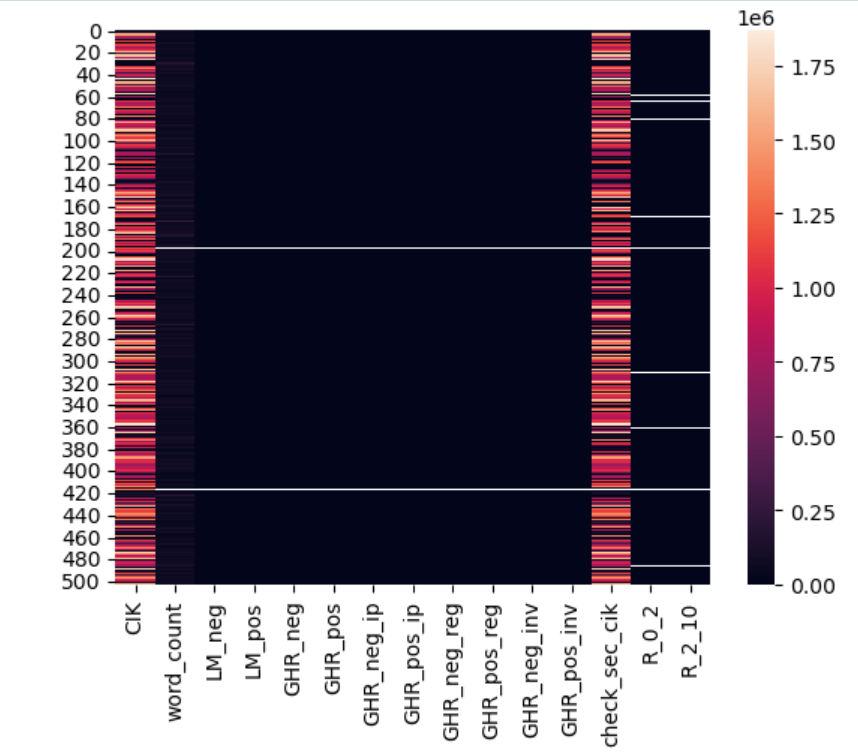 1e6
0
20
40
60
80
100
120
140
160
180
200
220
240
260
280
300
320
340
360
380
400
420
440
460
480
500
CIK
word_count
LM_neg
LM_pos
GHR_neg
GHR_pos
GHR_neg_ip
GHR_pos_ip
GHR_neg_reg
GHR_pos_reg
GHR_neg_inv
GHR_pos_inv
check_sec_cik
R_0_2
R_2_10
1.75
1.50
1.25
1.00
0.75
0.50
0.25
0.00